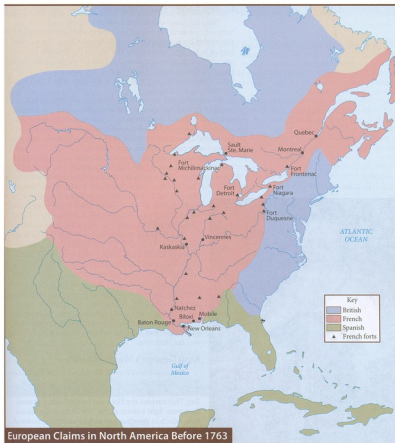 Quebec
Montreal
Sault
Ste. Marie
Fort
Michilimackinac
Fort
Frontenac
Fort
Detroit
Fort
Niagara
Fort
Duquesne
ATLANTIC
OCEAN
Vincennes
Kaskaskia
Natchez
Biloxi
Mobile
Baton Rouge
New Orleans
Gulf of
Mexico
Key
British
French
Spanish
French forts
European Claims in North America Before 1763